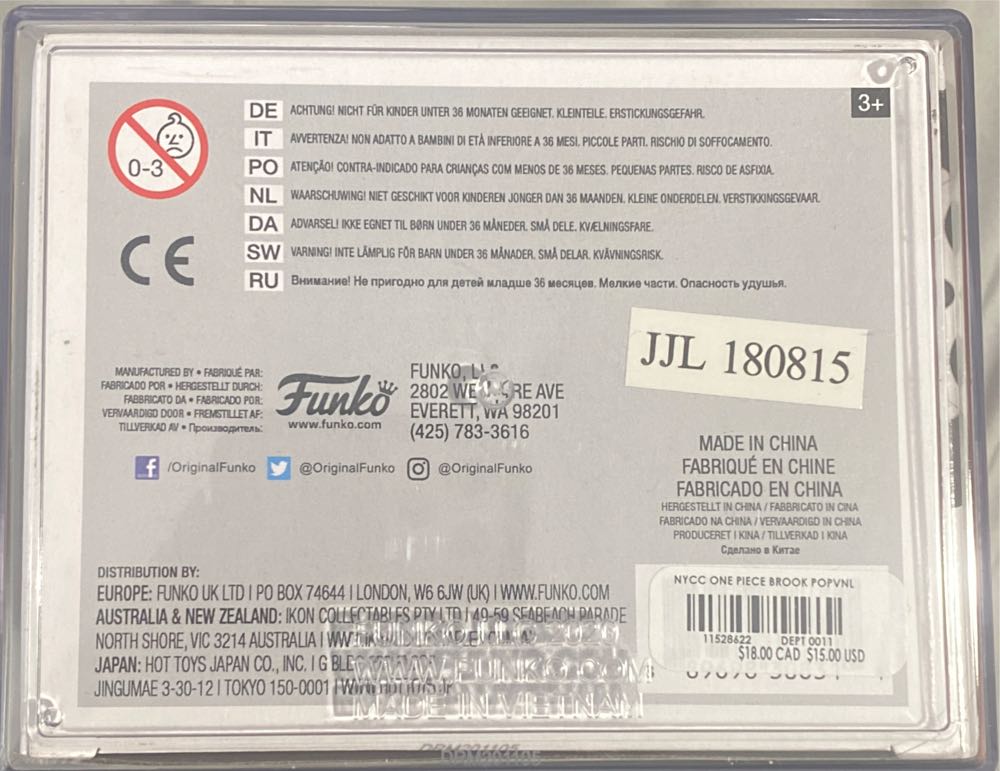 3+
0-3
DE ACHTUNG! NICHT FÜR KINDER UNTER 36 MONATEN GEEIGNET. KLEINTEILE. ERSTICKUNGSGEFAHR.
IT AVVERTENZA! NON ADATTO A BAMBINI DI ETÀ INFERIORE A 36 MESI. PICCOLE PARTI. RISCHIO DI SOFFOCAMENTO.
PO ATENÇÃO! CONTRA-INDICADO PARA CRIANÇAS COM MENOS DE 36 MESES. PEQUENAS PARTES. RISCO DE ASFIXIA.
NL WAARSCHUWING! NIET GESCHIKT VOOR KINDEREN JONGER DAN 36 MAANDEN. KLEINE ONDERDELEN. VERSTIKKINGSGEVAAR.
DA ADVARSEL! IKKE EGNET TIL BØRN UNDER 36 MÅNEDER. SMÅ DELE. KVÆLNINGSFARE.
SW VARNING! INTE LÄMPLIG FÖR BARN UNDER 36 MÅNADER. SMÅ DELAR. KVÄVNINGSRISK.
RU Внимание! Не пригодно для детей младше 36 месяцев. Мелкие части. Опасность удушья.
CE
JJL 180815
MANUFACTURED BY • FABRIQUÉ PAR:
FABRICADO POR • HERGESTELLT DURCH:
FABRICATO DA • FABRICADO POR:
VERVAARDIGD DOOR • FREMSTILLET AF:
TILLVERKAD AV • Производитель:
Funko
www.funko.com
FUNKO,
2802 AVE
EVERETT, WA 98201
(425) 783-3616
/OriginalFunko @OriginalFunko @OriginalFunko
MADE IN CHINA
FABRIQUÉ EN CHINE
FABRICADO EN CHINA
HERGESTELLT IN CHINA / FABBRICATO IN CINA
FABRICADO NA CHINA / VERVAARDIGD IN CHINA
PRODUCERET I KINA / TILLVERKAD I KINA
Сделано в Китае
DISTRIBUTION BY:
EUROPE: FUNKO UK LTD I PO BOX 74644 I LONDON, W6 6JW (UK) I WWW.FUNKO.COM
AUSTRALIA & NEW ZEALAND: IKON COLLECTABLES PTY LTD I 49-59 SEABEACH PARADE
NORTH SHORE, VIC 3214 AUSTRALIA I
JAPAN: HOT TOYS JAPAN CO., INC. I
JINGUMAE 3-30-12 I TOKYO 150-0001 I
WWW.FUNKO.COM
MADE IN VIETNAM
NYCC ONE PIECE BROOK POPVNL
11528622 DEPT 0011
$18.00 CAD $15.00 USD